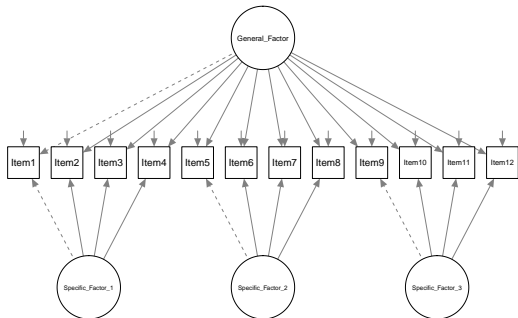 General_Factor
Item1 Item2 Item3 Item4 Item5 Item6 Item7 Item8 Item9 Item10 Item11 Item12
Specific_Factor_1 Specific_Factor_2 Specific_Factor_3